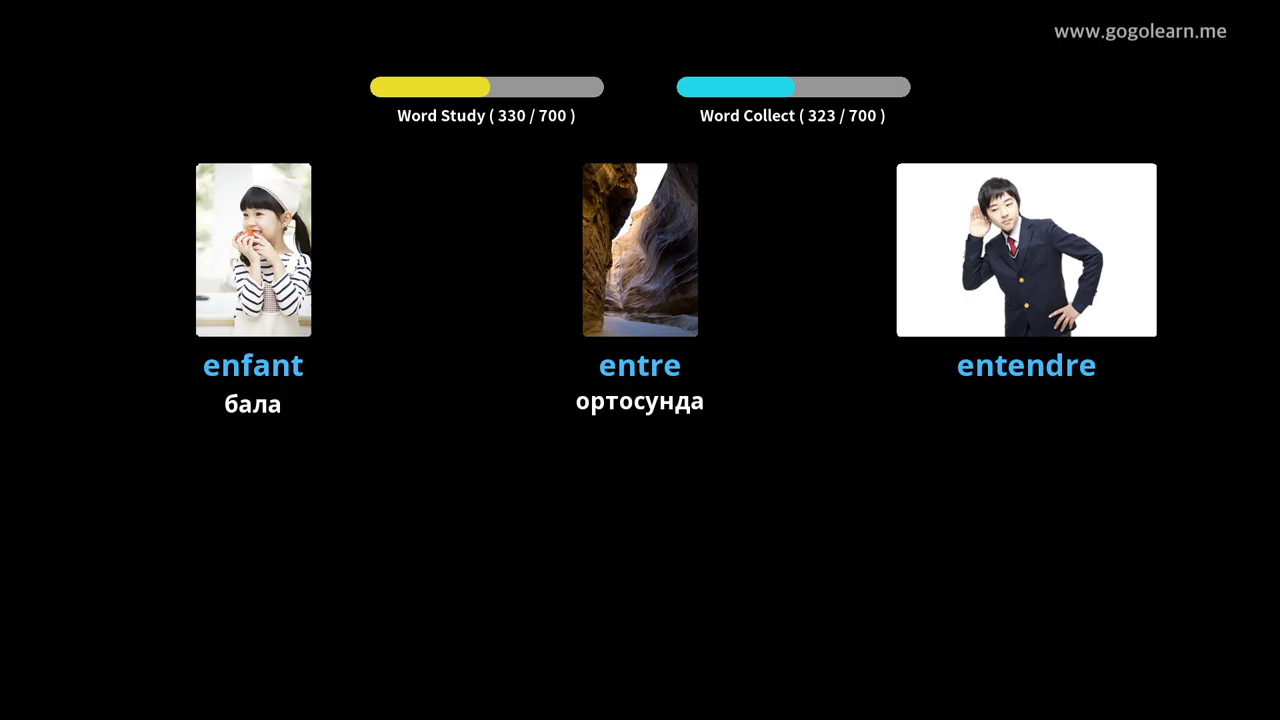 www.gogolearn.me
Word Study ( 330 / 700 )
Word Collect ( 323 / 700 )
enfant
бала
entre
ортосунда
entendre